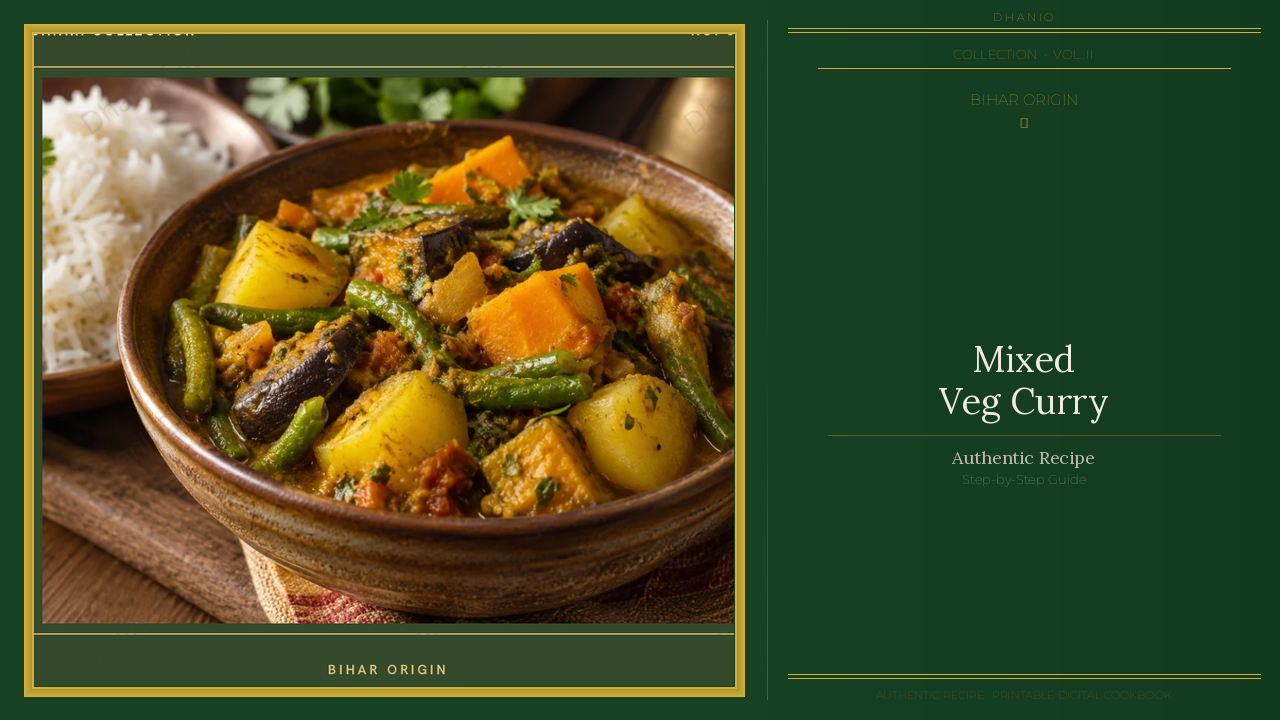 COLLECTION
BIHAR ORIGIN
DHANIO
COLLECTION · VOL. II
BIHAR ORIGIN
Mixed
Veg Curry
Authentic Recipe
Step-by-Step Guide
AUTHENTIC RECIPE · PRINTABLE DIGITAL COOKBOOK